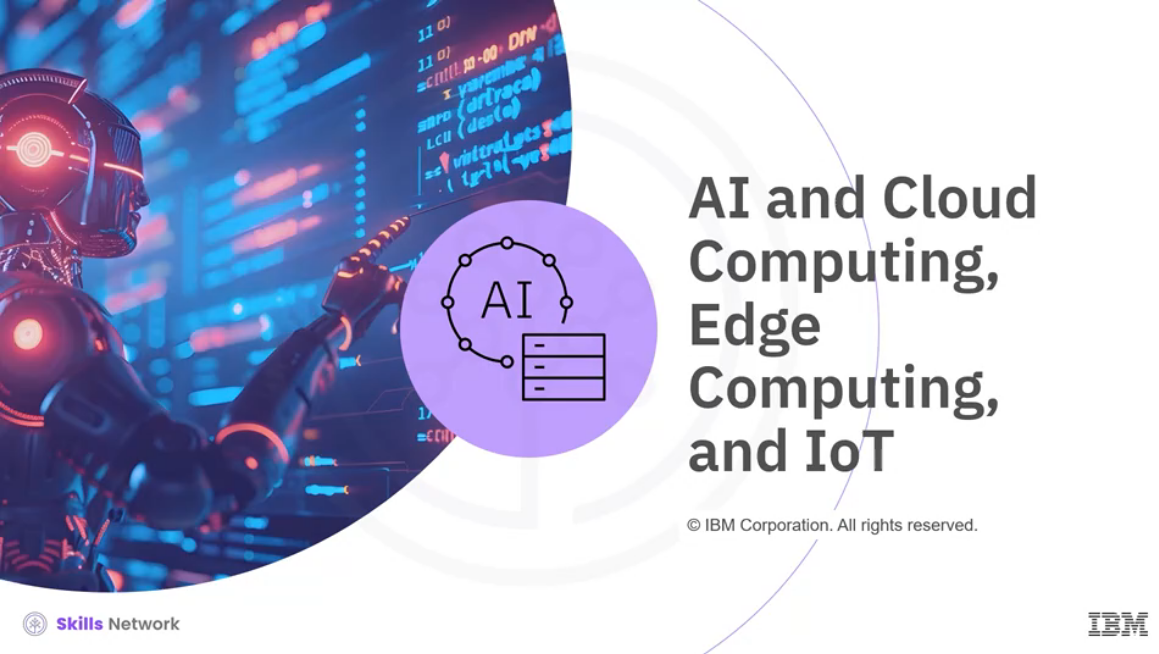 AI
AI and Cloud
Computing,
Edge
Computing,
and IoT
© IBM Corporation. All rights reserved.
Skills Network
IBM